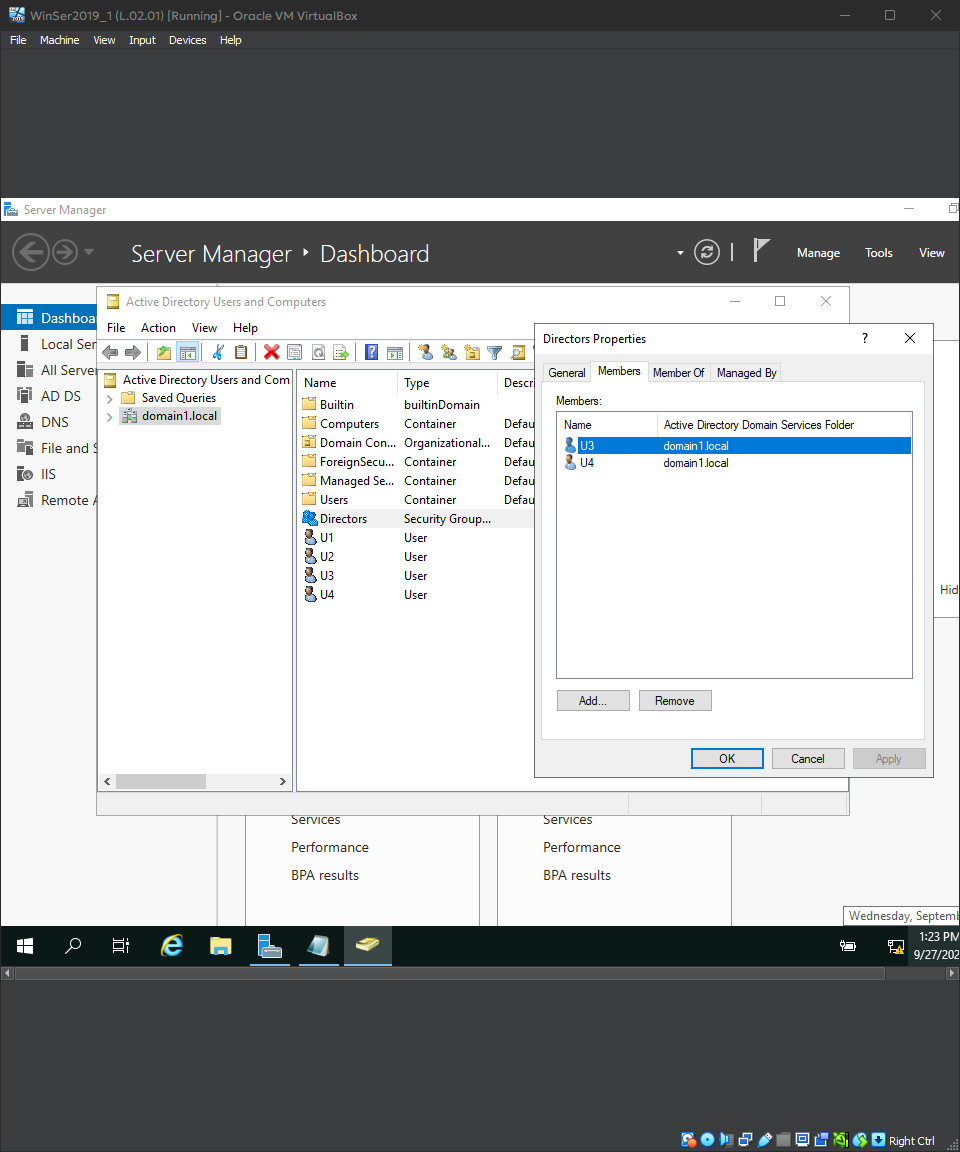 WinSer2019_1 (L.02.01) [Running] - Oracle VM VirtualBox
File Machine View Input Devices Help
Server Manager
Server Manager Dashboard
Manage Tools View
Dashboa
Local Ser
All Server
AD DS
DNS
File and S
IIS
Remote A
Active Directory Users and Computers
File Action View Help
Active Directory Users and Com
Saved Queries
domain1.local
Name Type Descri
Builtin builtinDomain
Computers Container Defau
Domain Con... Organizational... Defau
ForeignSecu... Container Defau
Managed Se... Container Defau
Users Container Defau
Directors Security Group...
U1 User
U2 User
U3 User
U4 User
Directors Properties
?
General Members Member Of Managed By
Members:
Name Active Directory Domain Services Folder
U3 domain1.local
U4 domain1.local
Add... Remove
OK Cancel Apply
Hid
Services
Performance
BPA results
Services
Performance
BPA results
Wednesday, Septemb
1:23 PM
9/27/202
Right Ctrl